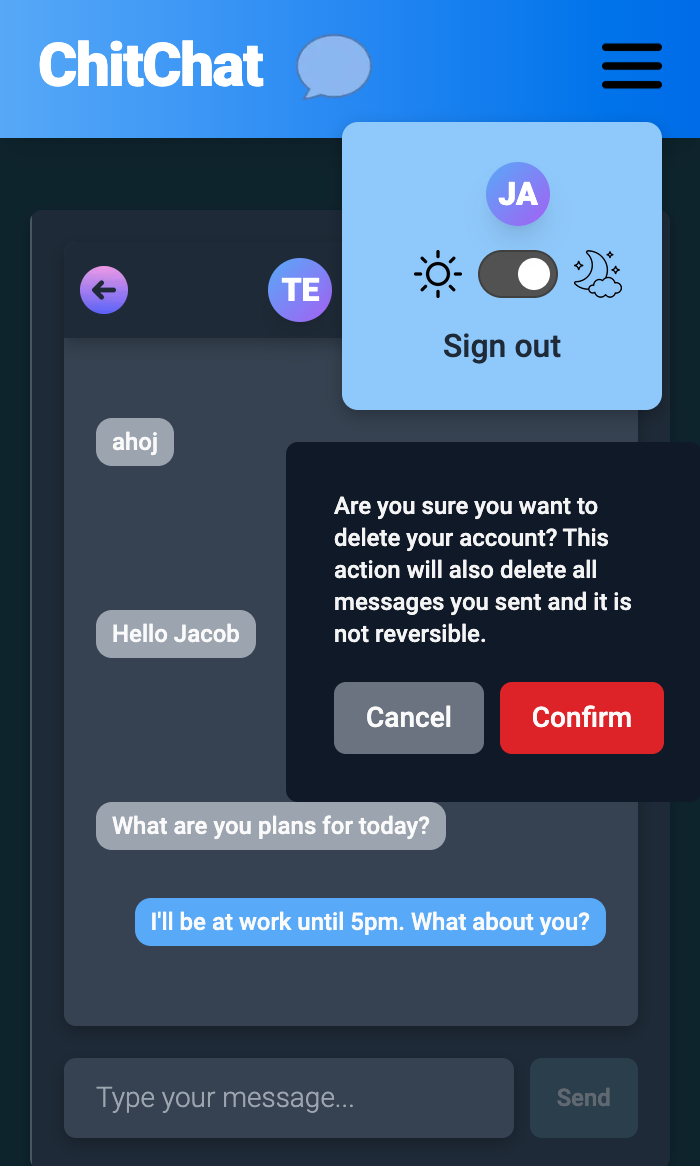 ChitChat
JA
TE
Sign out
ahoj
Are you sure you want to
delete your account? This
action will also delete all
messages you sent and it is
not reversible.
Hello Jacob
Cancel
Confirm
What are you plans for today?
I'll be at work until 5pm. What about you?
Type your message...
Send